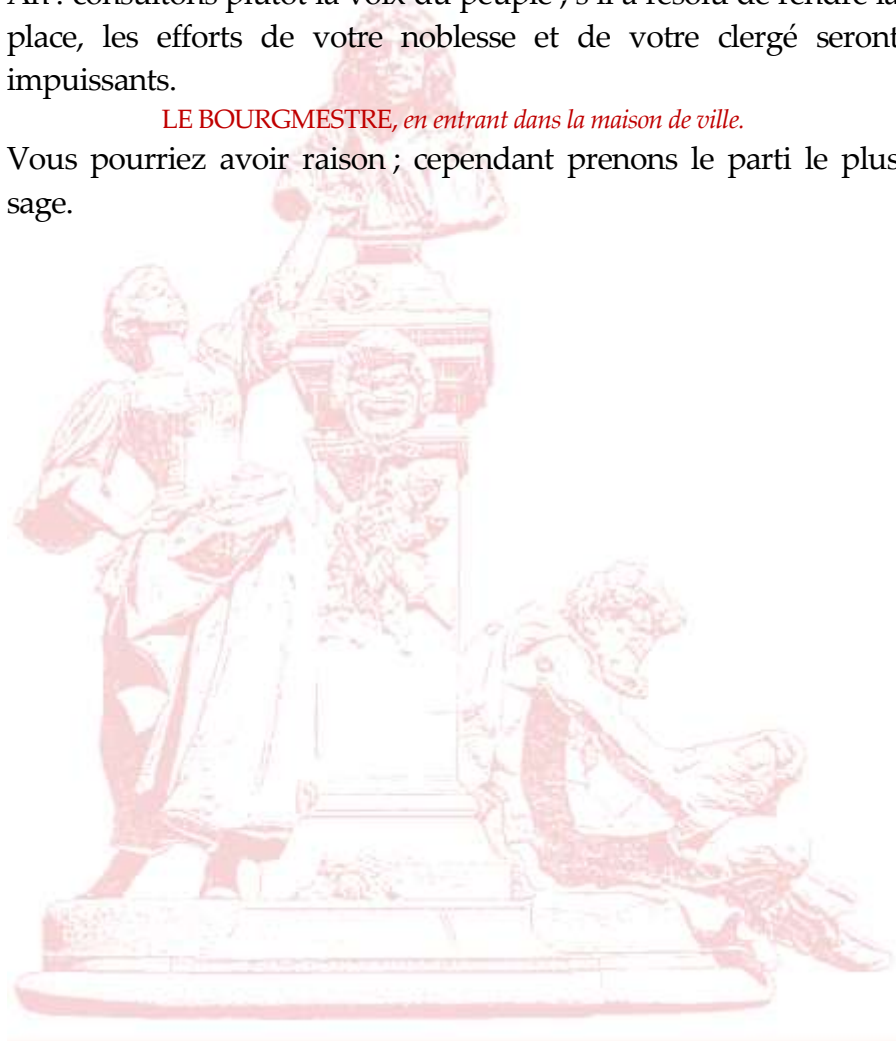 Ah ! consultons plutôt la voix du peuple ; s'il a résolu de rendre la
place, les efforts de votre noblesse et de votre clergé seront
impuissants.
LE BOURGMESTRE, en entrant dans la maison de ville.
Vous pourriez avoir raison ; cependant prenons le parti le plus
sage.